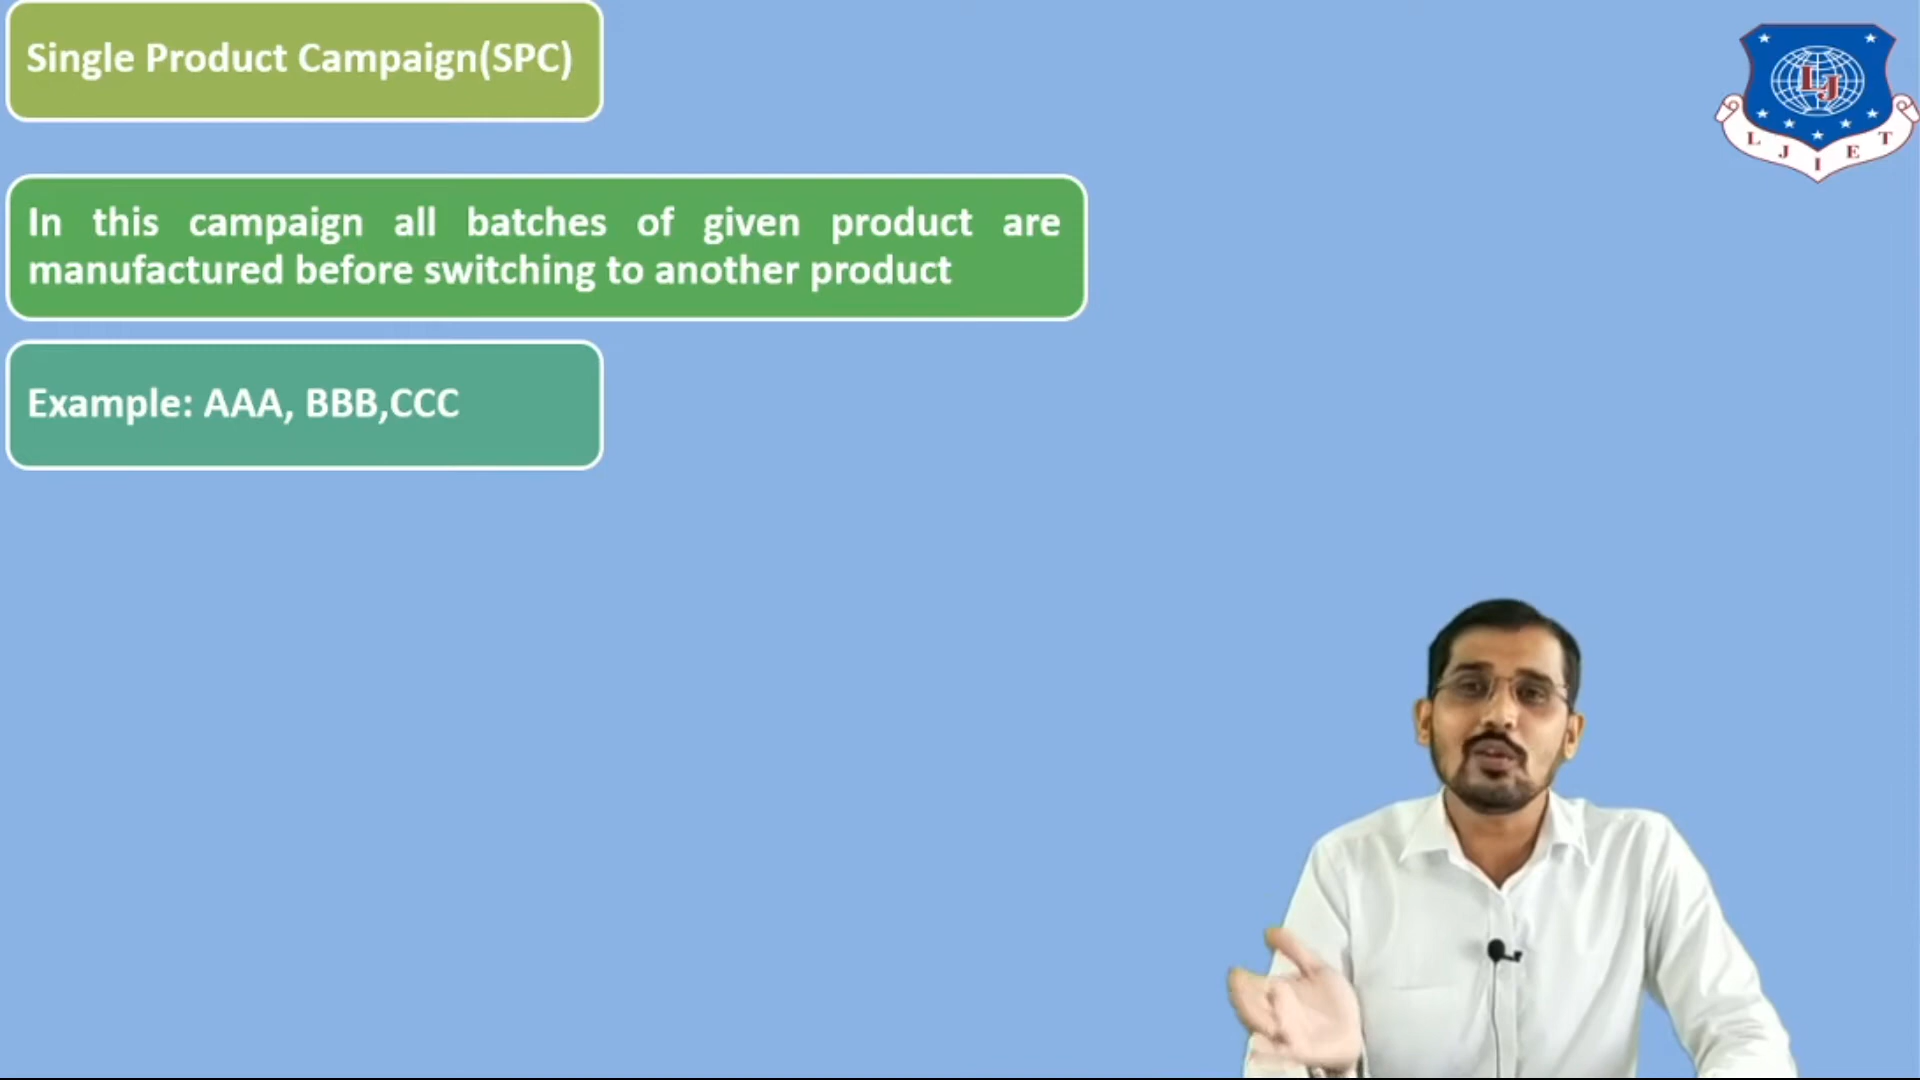 Single Product Campaign(SPC)
In this campaign all batches of given product are
manufactured before switching to another product
Example: AAA, BBB,CCC
LJ
L J I E T